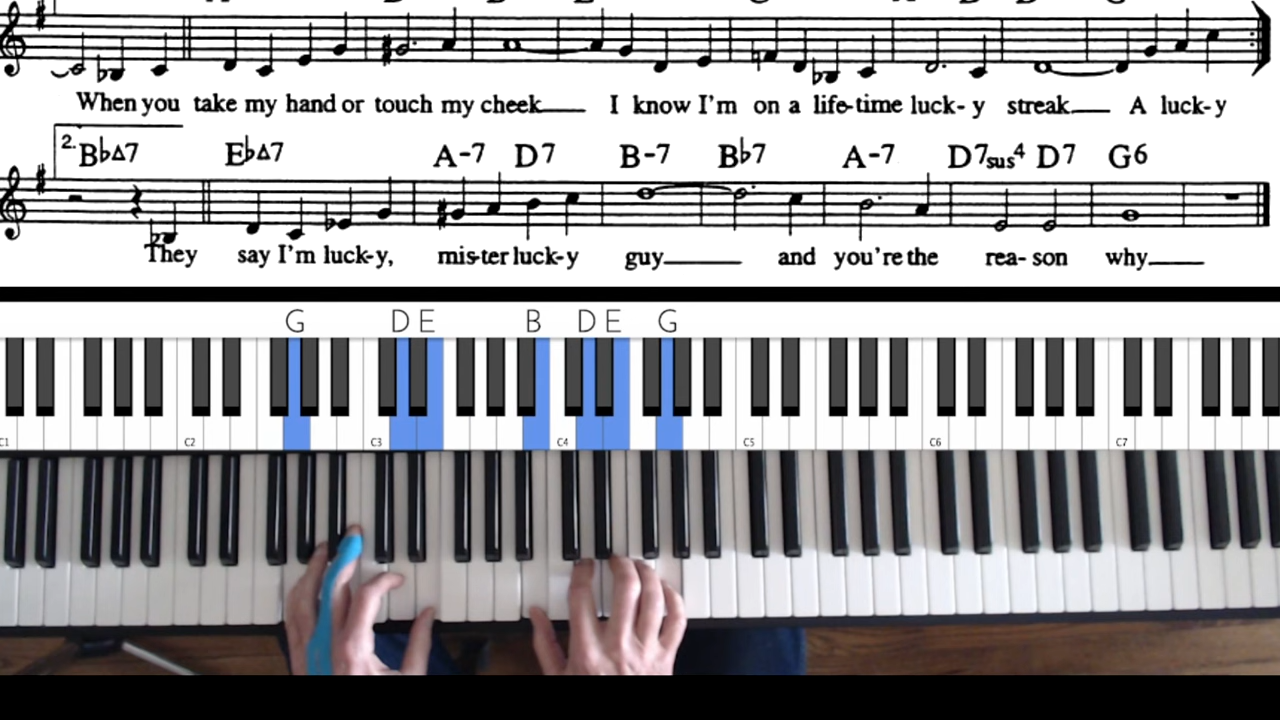 When you take my hand or touch my cheek I know I'm on a life-time luck-y streak A luck-y
2. B♭Δ7 E♭Δ7 A-7 D7 B-7 B♭7 A-7 D7sus4 D7 G6
They say I'm luck-y, mis-ter luck-y guy and you're the rea-son why
G D E B D E G
C1 C2 C3 C4 C5 C6 C7